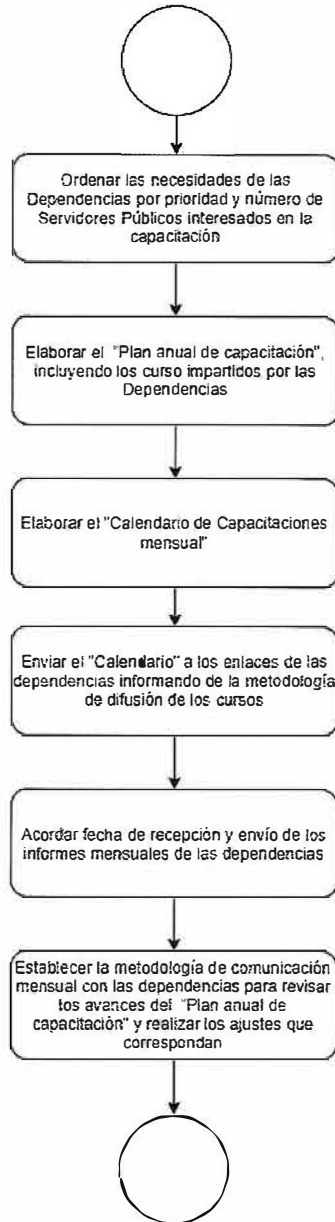 Ordenar las necesidades de las
Dependencias por prioridad y número de
Servidores Públicos interesados en la
capacitación
Elaborar el "Plan anual de capacitación",
incluyendo los curso impartidos por las
Dependencias
Elaborar el "Calendario de Capacitaciones
mensual"
Enviar el "Calendario" a los enlaces de las
dependencias informando de la metodología
de difusión de los cursos
Acordar fecha de recepción y envío de los
informes mensuales de las dependencias
Establecer la metodología de comunicación
mensual con las dependencias para revisar
los avances del "Plan anual de
capacitación" y realizar los ajustes que
correspondan